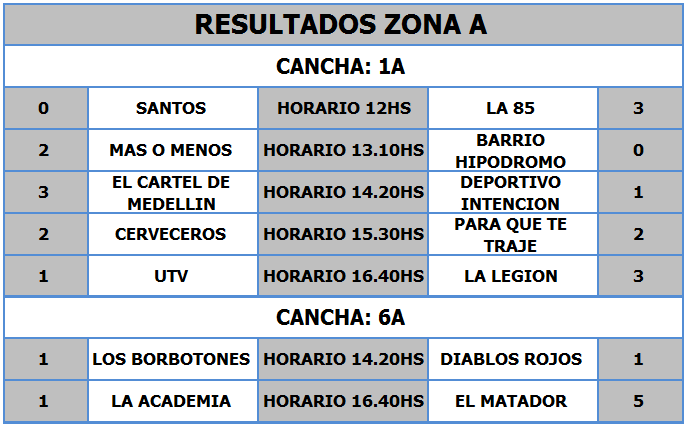 RESULTADOS ZONA A
CANCHA: 1A
0 SANTOS HORARIO 12HS LA 85 3
2 MAS O MENOS HORARIO 13.10HS BARRIO HIPODROMO 0
3 EL CARTEL DE MEDELLIN HORARIO 14.20HS DEPORTIVO INTENCION 1
2 CERVECEROS HORARIO 15.30HS PARA QUE TE TRAJE 2
1 UTV HORARIO 16.40HS LA LEGION 3
CANCHA: 6A
1 LOS BORBOTONES HORARIO 14.20HS DIABLOS ROJOS 1
1 LA ACADEMIA HORARIO 16.40HS EL MATADOR 5